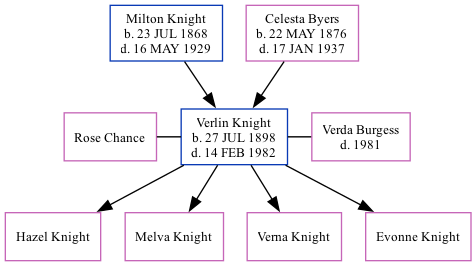 Milton Knight
b. 23 JUL 1868
d. 16 MAY 1929
Celesta Byers
b. 22 MAY 1876
d. 17 JAN 1937
Rose Chance
Verlin Knight
b. 27 JUL 1898
d. 14 FEB 1982
Verda Burgess
d. 1981
Hazel Knight
Melva Knight
Verna Knight
Evonne Knight